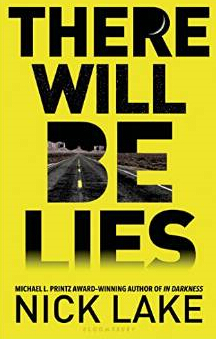 THERE
WILL
BE
LIES
MICHAEL L. PRINTZ AWARD-WINNING AUTHOR OF IN DARKNESS
NICK LAKE
BLOOMSBURY